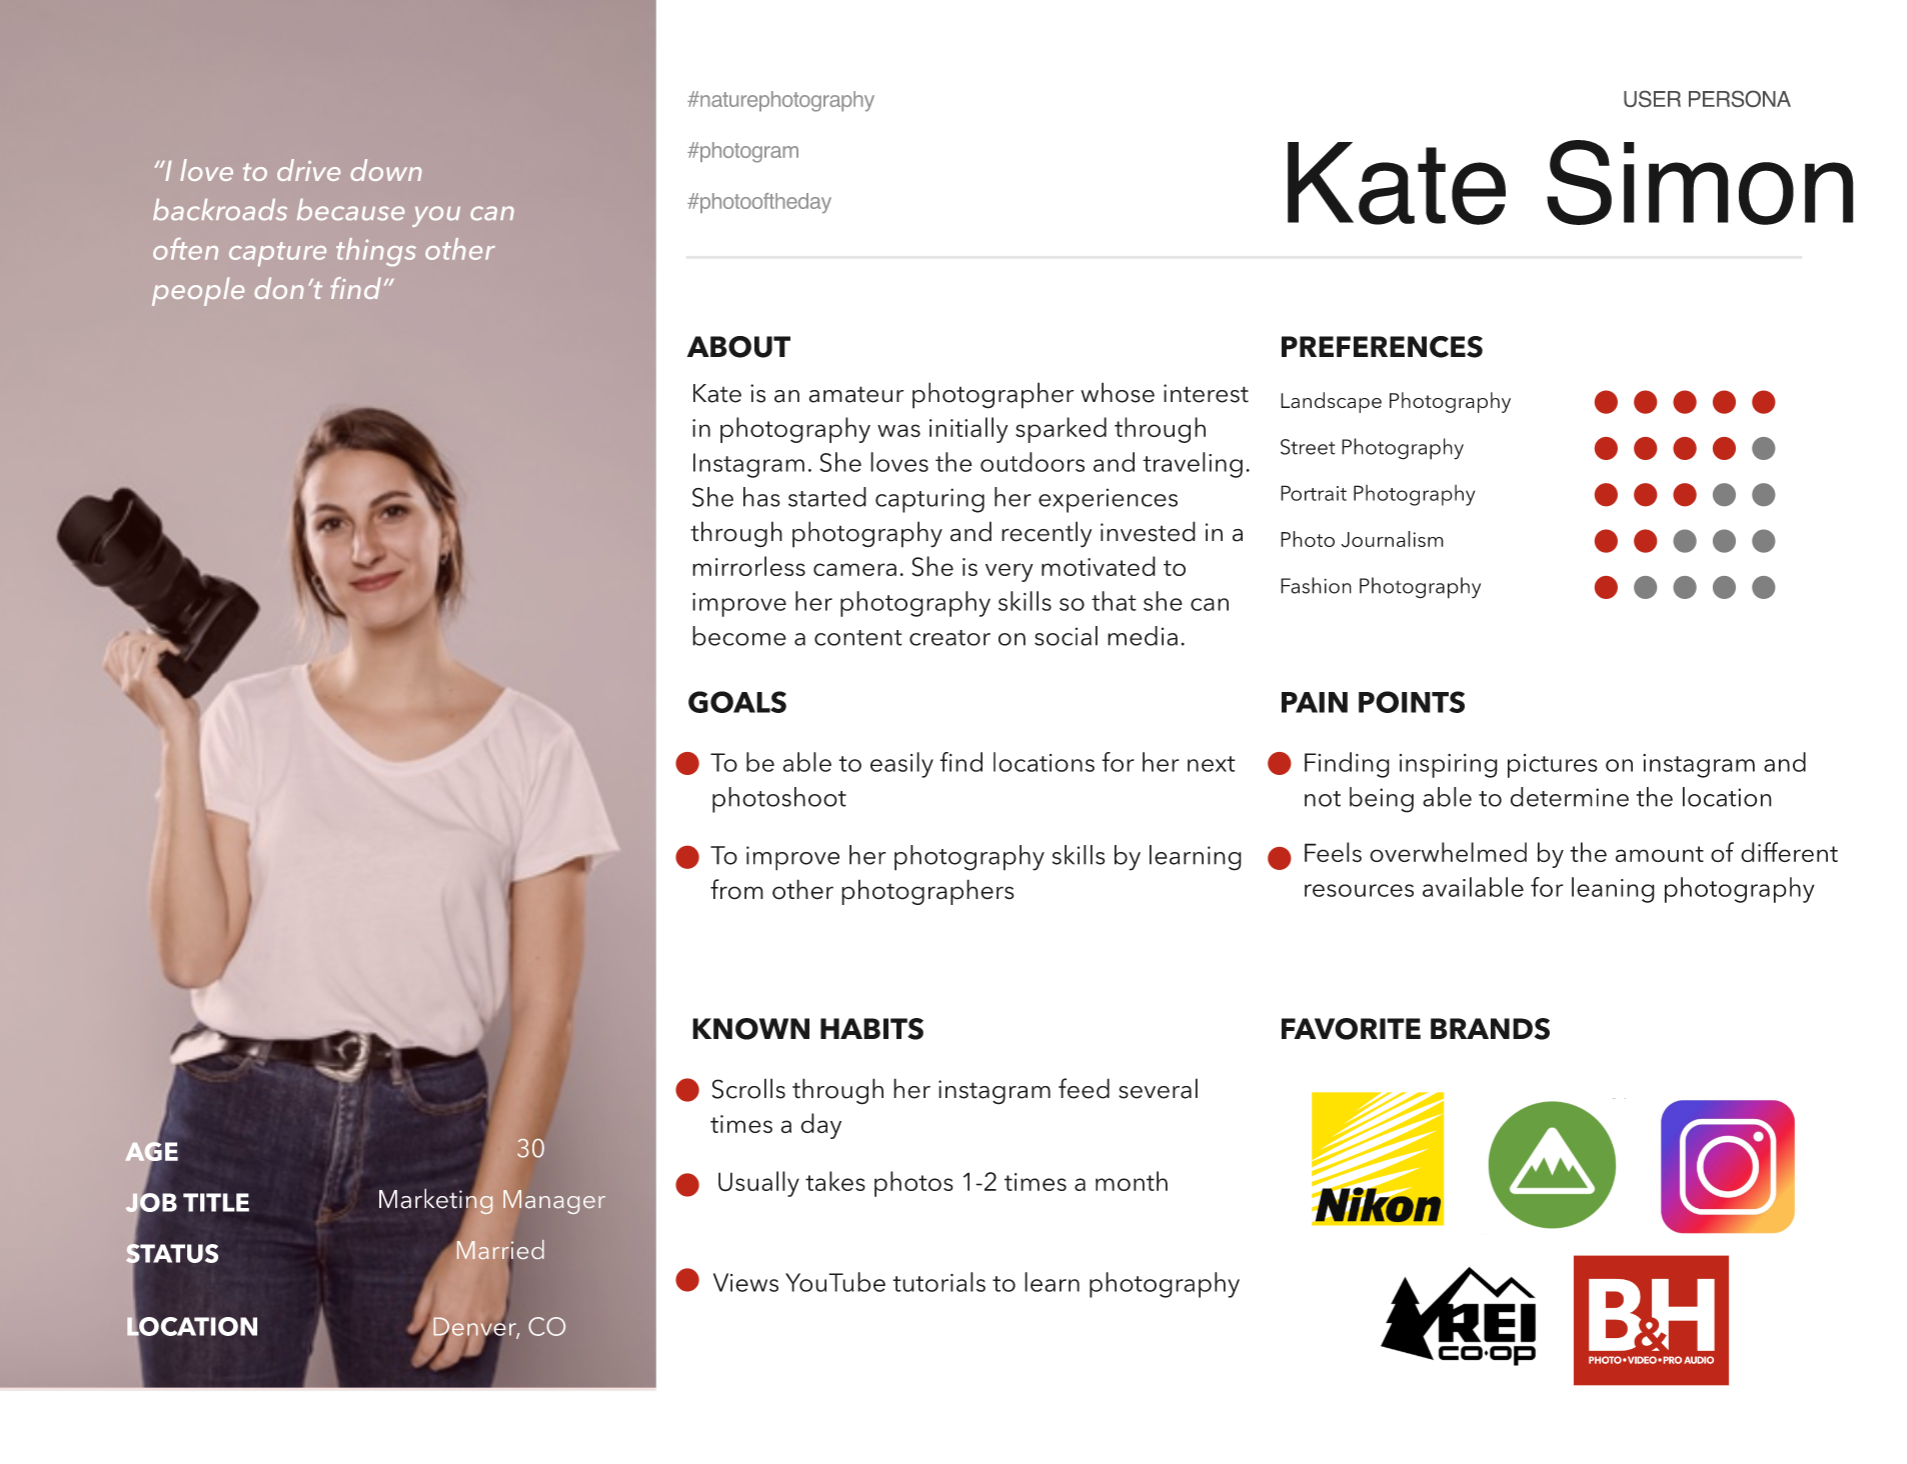 “I love to drive down
backroads because you can
often capture things other
people don’t find”
AGE 30
JOB TITLE Marketing Manager
STATUS Married
LOCATION Denver, CO
#naturephotography
#photogram
#photooftheday
USER PERSONA
Kate Simon
ABOUT
Kate is an amateur photographer whose interest
in photography was initially sparked through
Instagram. She loves the outdoors and traveling.
She has started capturing her experiences
through photography and recently invested in a
mirrorless camera. She is very motivated to
improve her photography skills so that she can
become a content creator on social media.
PREFERENCES
Landscape Photography
Street Photography
Portrait Photography
Photo Journalism
Fashion Photography
GOALS
To be able to easily find locations for her next
photoshoot
To improve her photography skills by learning
from other photographers
PAIN POINTS
Finding inspiring pictures on instagram and
not being able to determine the location
Feels overwhelmed by the amount of different
resources available for leaning photography
KNOWN HABITS
Scrolls through her instagram feed several
times a day
Usually takes photos 1-2 times a month
Views YouTube tutorials to learn photography
FAVORITE BRANDS
Nikon
REI
CO·OP
B&H
PHOTO•VIDEO•PRO AUDIO